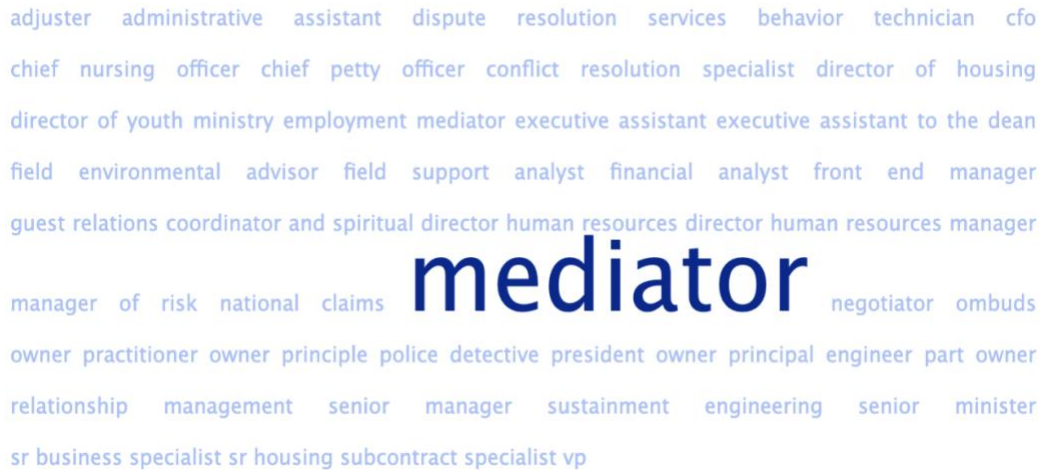 adjuster administrative assistant dispute resolution services behavior technician cfo
chief nursing officer chief petty officer conflict resolution specialist director of housing
director of youth ministry employment mediator executive assistant executive assistant to the dean
field environmental advisor field support analyst financial analyst front end manager
guest relations coordinator and spiritual director human resources director human resources manager
manager of risk national claims mediator negotiator ombuds
owner practitioner owner principle police detective president owner principal engineer part owner
relationship management senior manager sustainment engineering senior minister
sr business specialist sr housing subcontract specialist vp